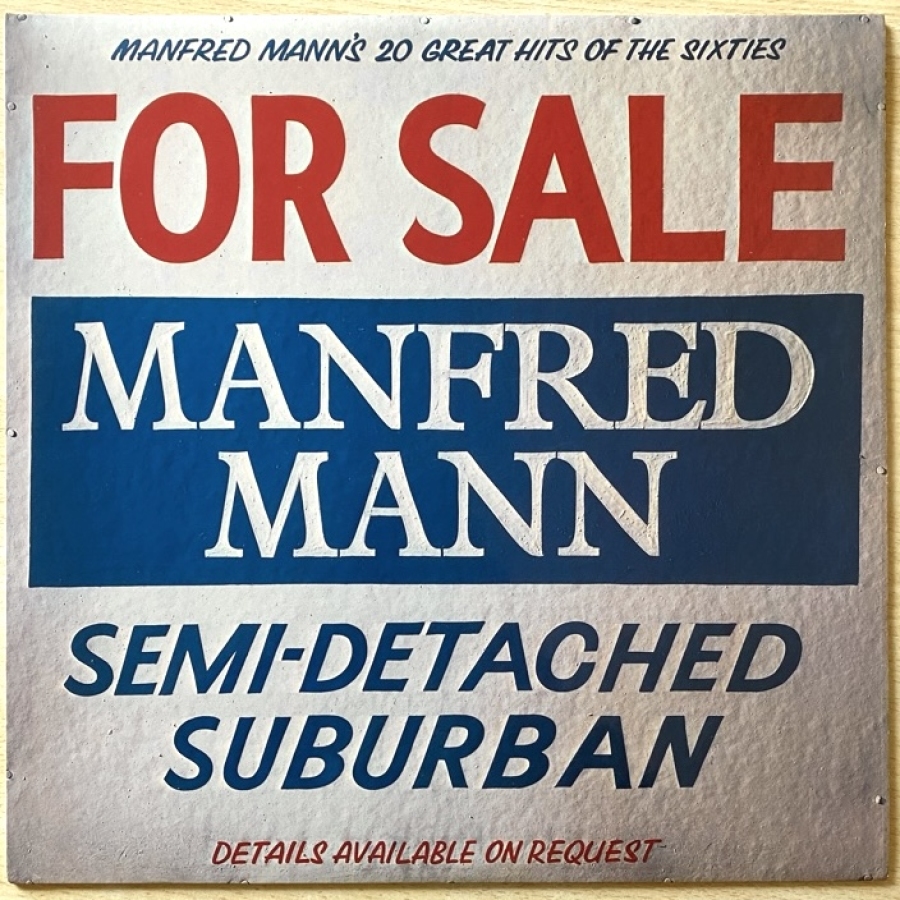 MANFRED MANN'S 20 GREAT HITS OF THE SIXTIES
FOR SALE
MANFRED
MANN
SEMI-DETACHED
SUBURBAN
DETAILS AVAILABLE ON REQUEST